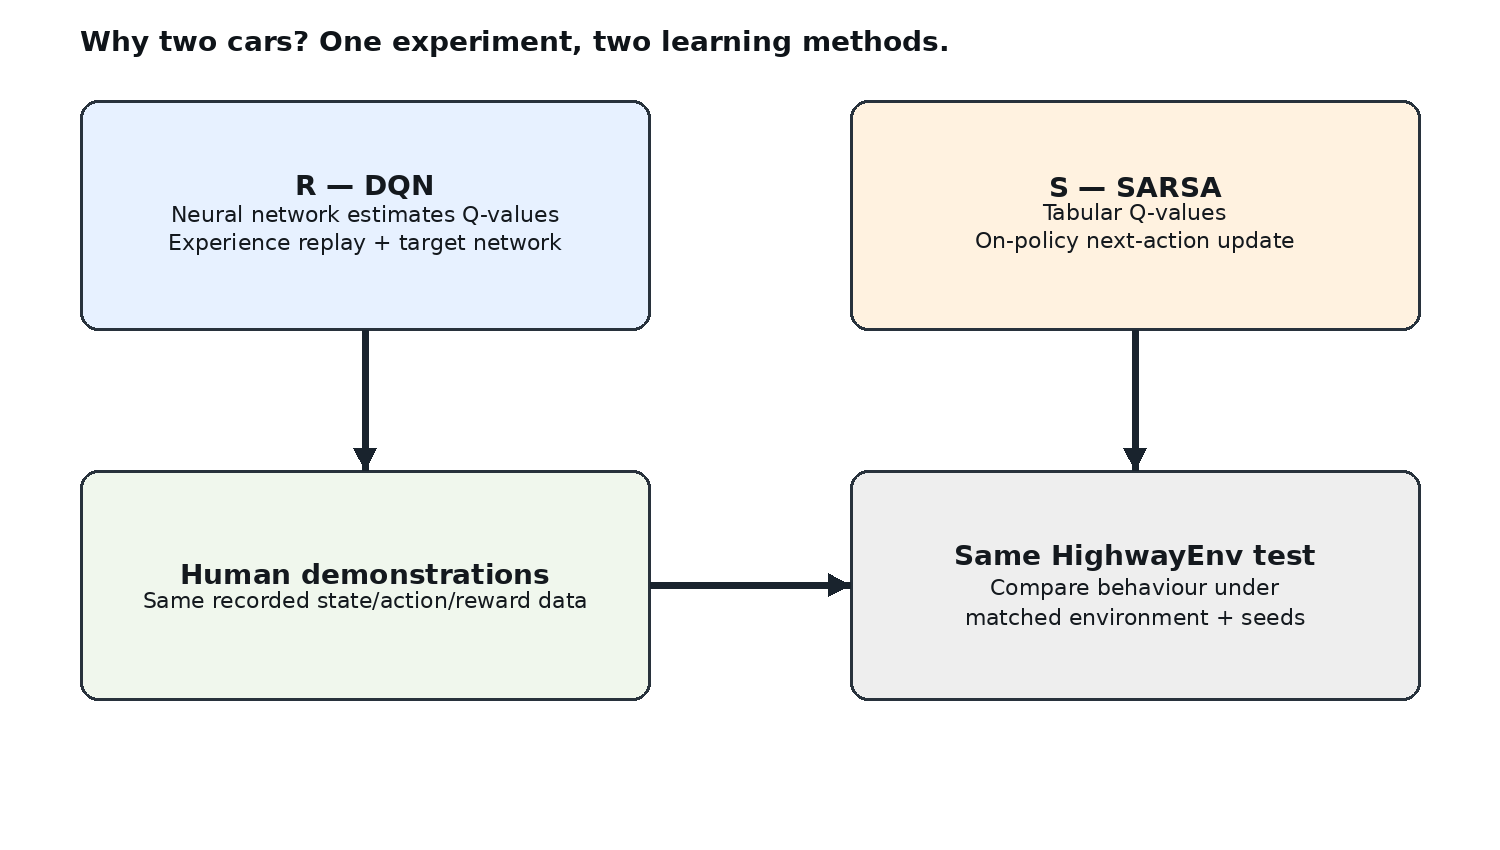 Why two cars? One experiment, two learning methods.
R — DQN
Neural network estimates Q-values
Experience replay + target network
S — SARSA
Tabular Q-values
On-policy next-action update
Human demonstrations
Same recorded state/action/reward data
Same HighwayEnv test
Compare behaviour under
matched environment + seeds